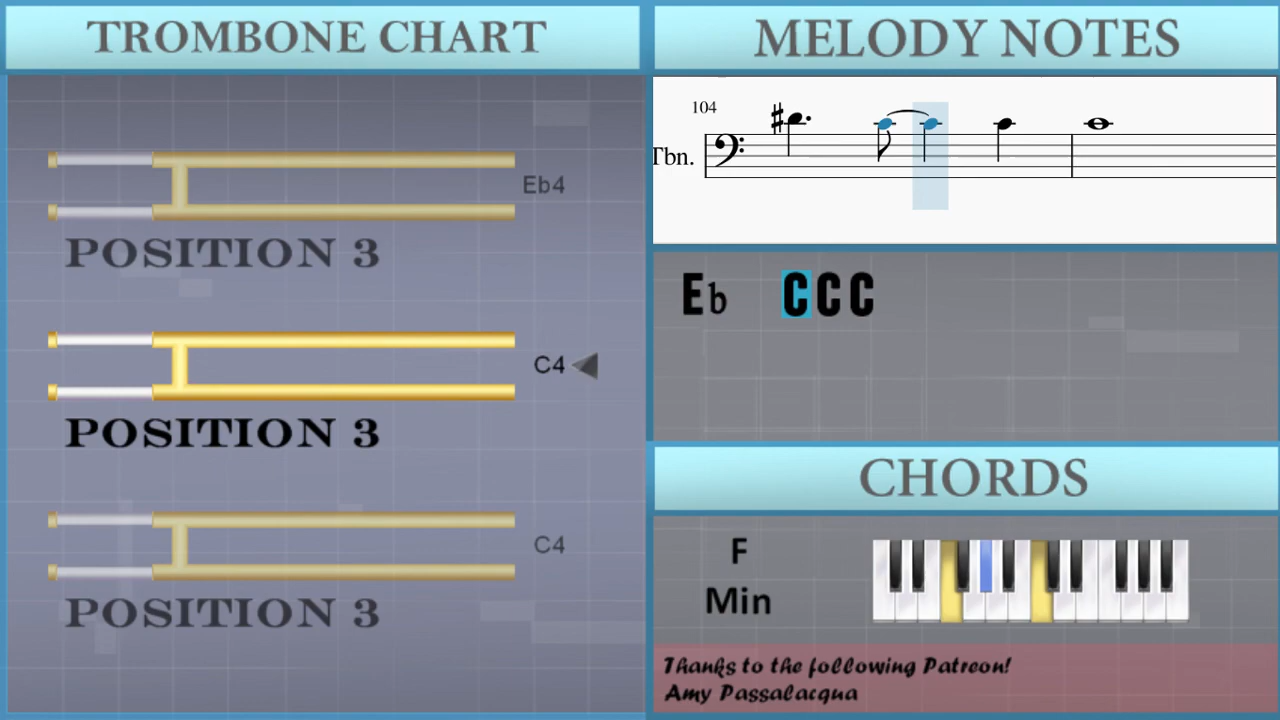 TROMBONE CHART
Eb4
POSITION 3
C4
POSITION 3
C4
POSITION 3
MELODY NOTES
104
Tbn.
Eb CCC
CHORDS
F
Min
Thanks to the following Patreon!
Amy Passalacqua